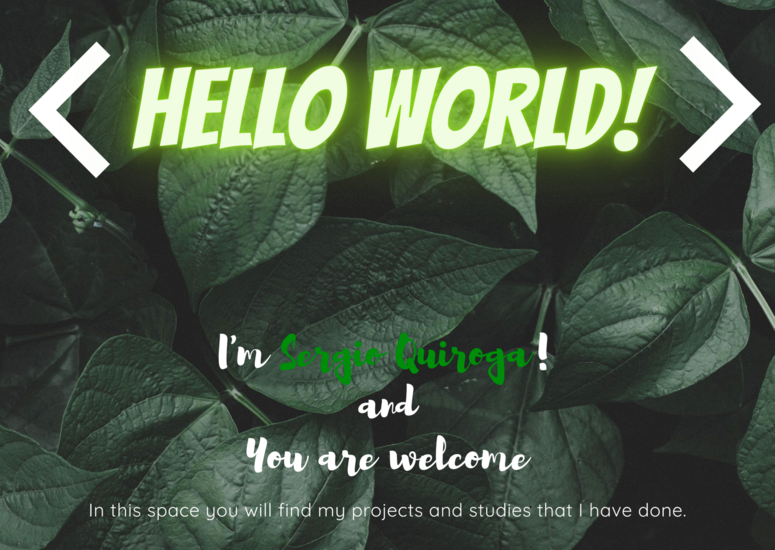 < HELLO WORLD! >
I'm Sergio Quiroga!
and
You are welcome
In this space you will find my projects and studies that I have done.